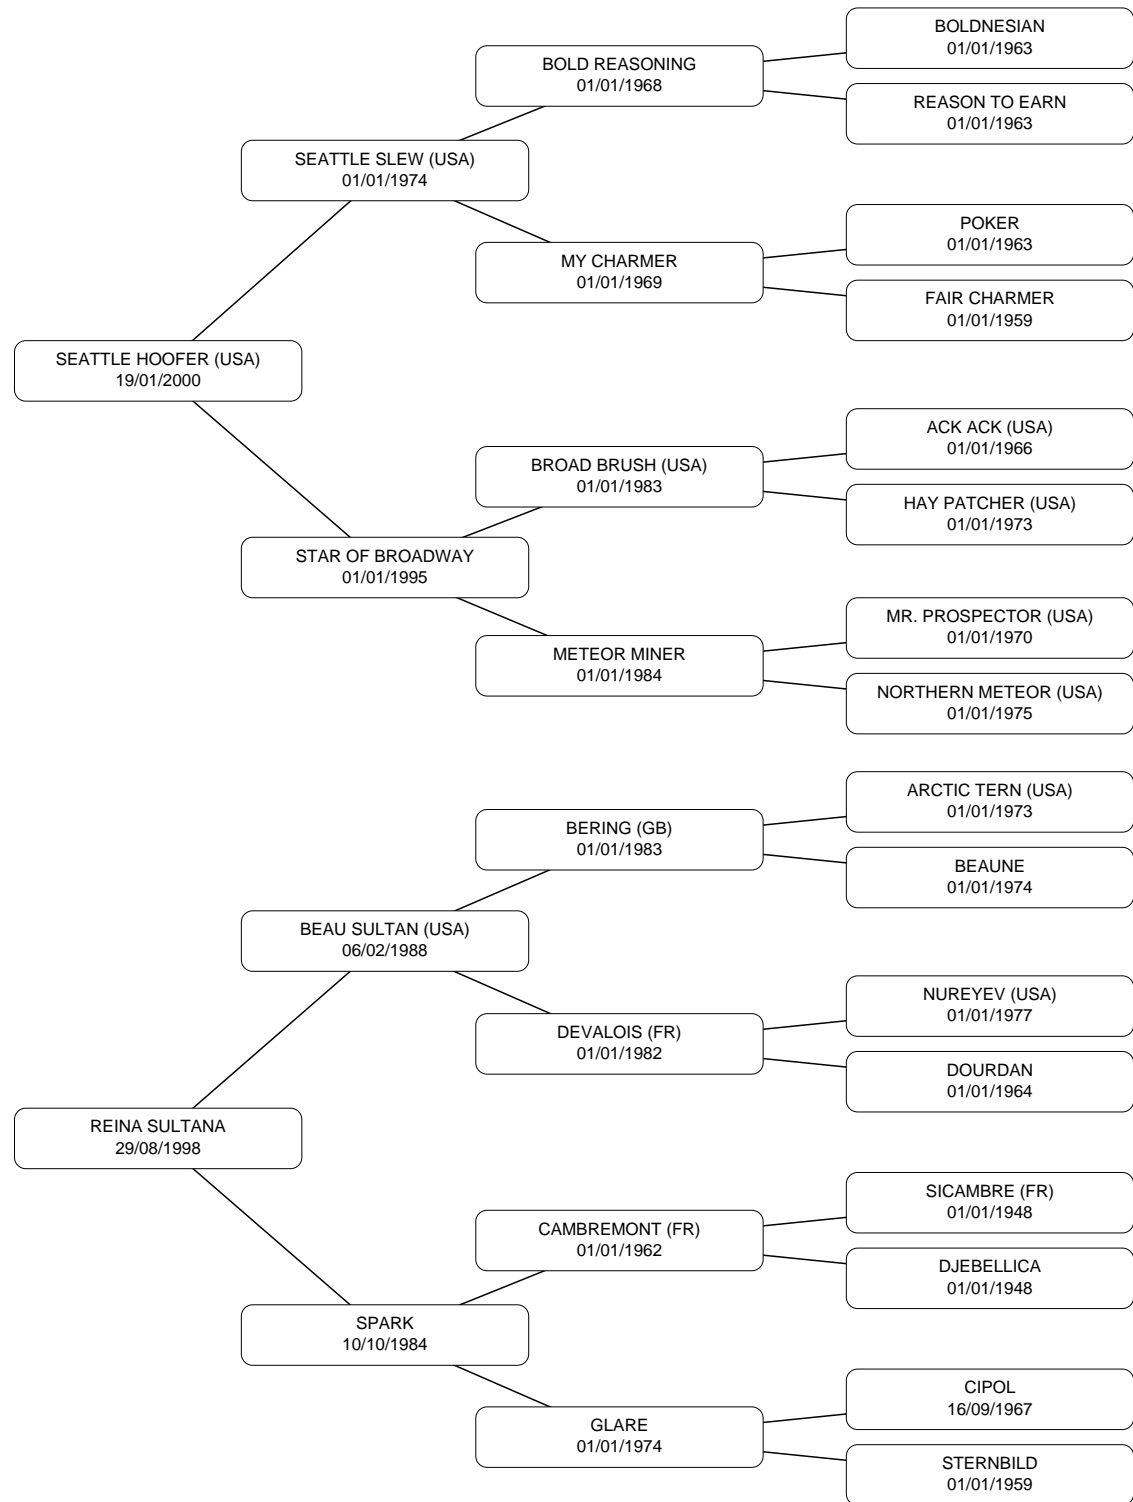 BOLDNESIAN
01/01/1963
BOLD REASONING
01/01/1968
REASON TO EARN
01/01/1963
SEATTLE SLEW (USA)
01/01/1974
POKER
01/01/1963
MY CHARMER
01/01/1969
FAIR CHARMER
01/01/1959
SEATTLE HOOFER (USA)
19/01/2000
ACK ACK (USA)
01/01/1966
BROAD BRUSH (USA)
01/01/1983
HAY PATCHER (USA)
01/01/1973
STAR OF BROADWAY
01/01/1995
MR. PROSPECTOR (USA)
01/01/1970
METEOR MINER
01/01/1984
NORTHERN METEOR (USA)
01/01/1975
ARCTIC TERN (USA)
01/01/1973
BERING (GB)
01/01/1983
BEAUNE
01/01/1974
BEAU SULTAN (USA)
06/02/1988
NUREYEV (USA)
01/01/1977
DEVALOIS (FR)
01/01/1982
DOURDAN
01/01/1964
REINA SULTANA
29/08/1998
SICAMBRE (FR)
01/01/1948
CAMBREMONT (FR)
01/01/1962
DJEBELLICA
01/01/1948
SPARK
10/10/1984
CIPOL
16/09/1967
GLARE
01/01/1974
STERNBILD
01/01/1959